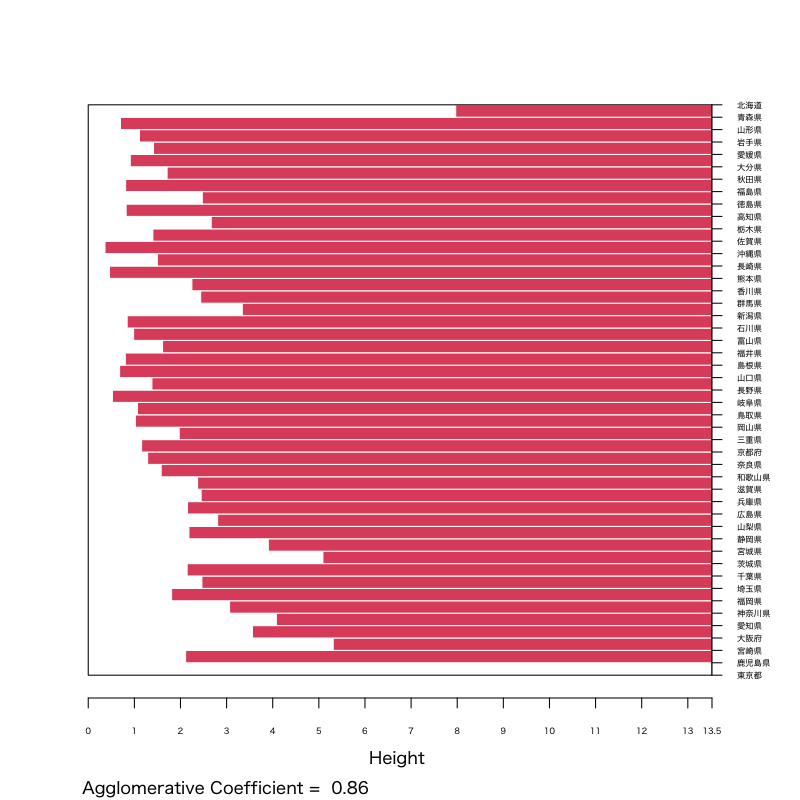 北海道
青森県
山形県
岩手県
愛媛県
大分県
秋田県
福島県
徳島県
高知県
栃木県
佐賀県
沖縄県
長崎県
熊本県
香川県
群馬県
新潟県
石川県
富山県
福井県
島根県
山口県
長野県
岐阜県
鳥取県
岡山県
三重県
京都府
奈良県
和歌山県
滋賀県
兵庫県
広島県
山梨県
静岡県
宮城県
茨城県
千葉県
埼玉県
福岡県
神奈川県
愛知県
大阪府
宮崎県
鹿児島県
東京都
0 1 2 3 4 5 6 7 8 9 10 11 12 13 13.5
Height
Agglomerative Coefficient = 0.86